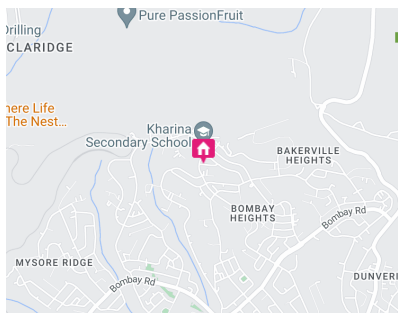 Pure PassionFruit
Drilling
CLARIDGE
here Life
The Nest...
Kharina
Secondary School
BAKERVILLE
HEIGHTS
BOMBAY
HEIGHTS
Bombay Rd
MYSORE RIDGE
Bombay Rd
DUNVERI